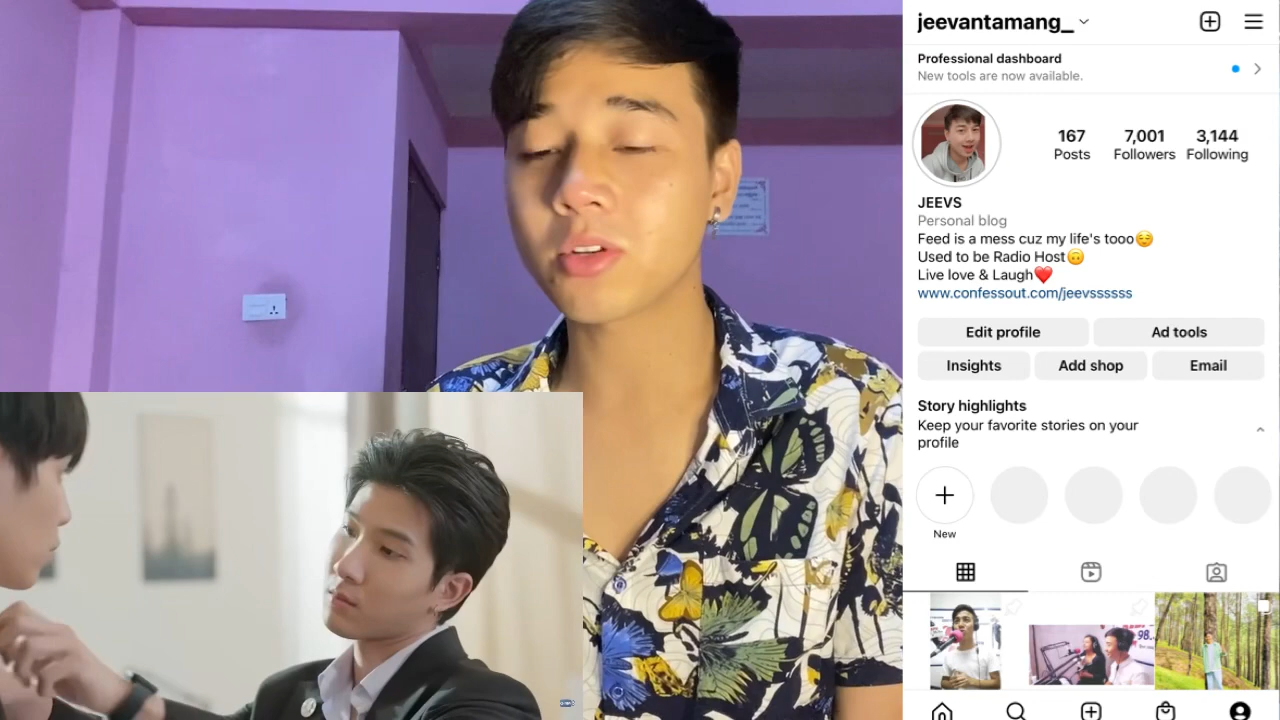 jeevantamang_
Professional dashboard
New tools are now available.
167
Posts
7,001
Followers
3,144
Following
JEEVS
Personal blog
Feed is a mess cuz my life's tooo😌
Used to be Radio Host🙃
Live love & Laugh❤️
www.confessout.com/jeevssssss
Edit profile
Ad tools
Insights
Add shop
Email
Story highlights
Keep your favorite stories on your
profile
New
98.